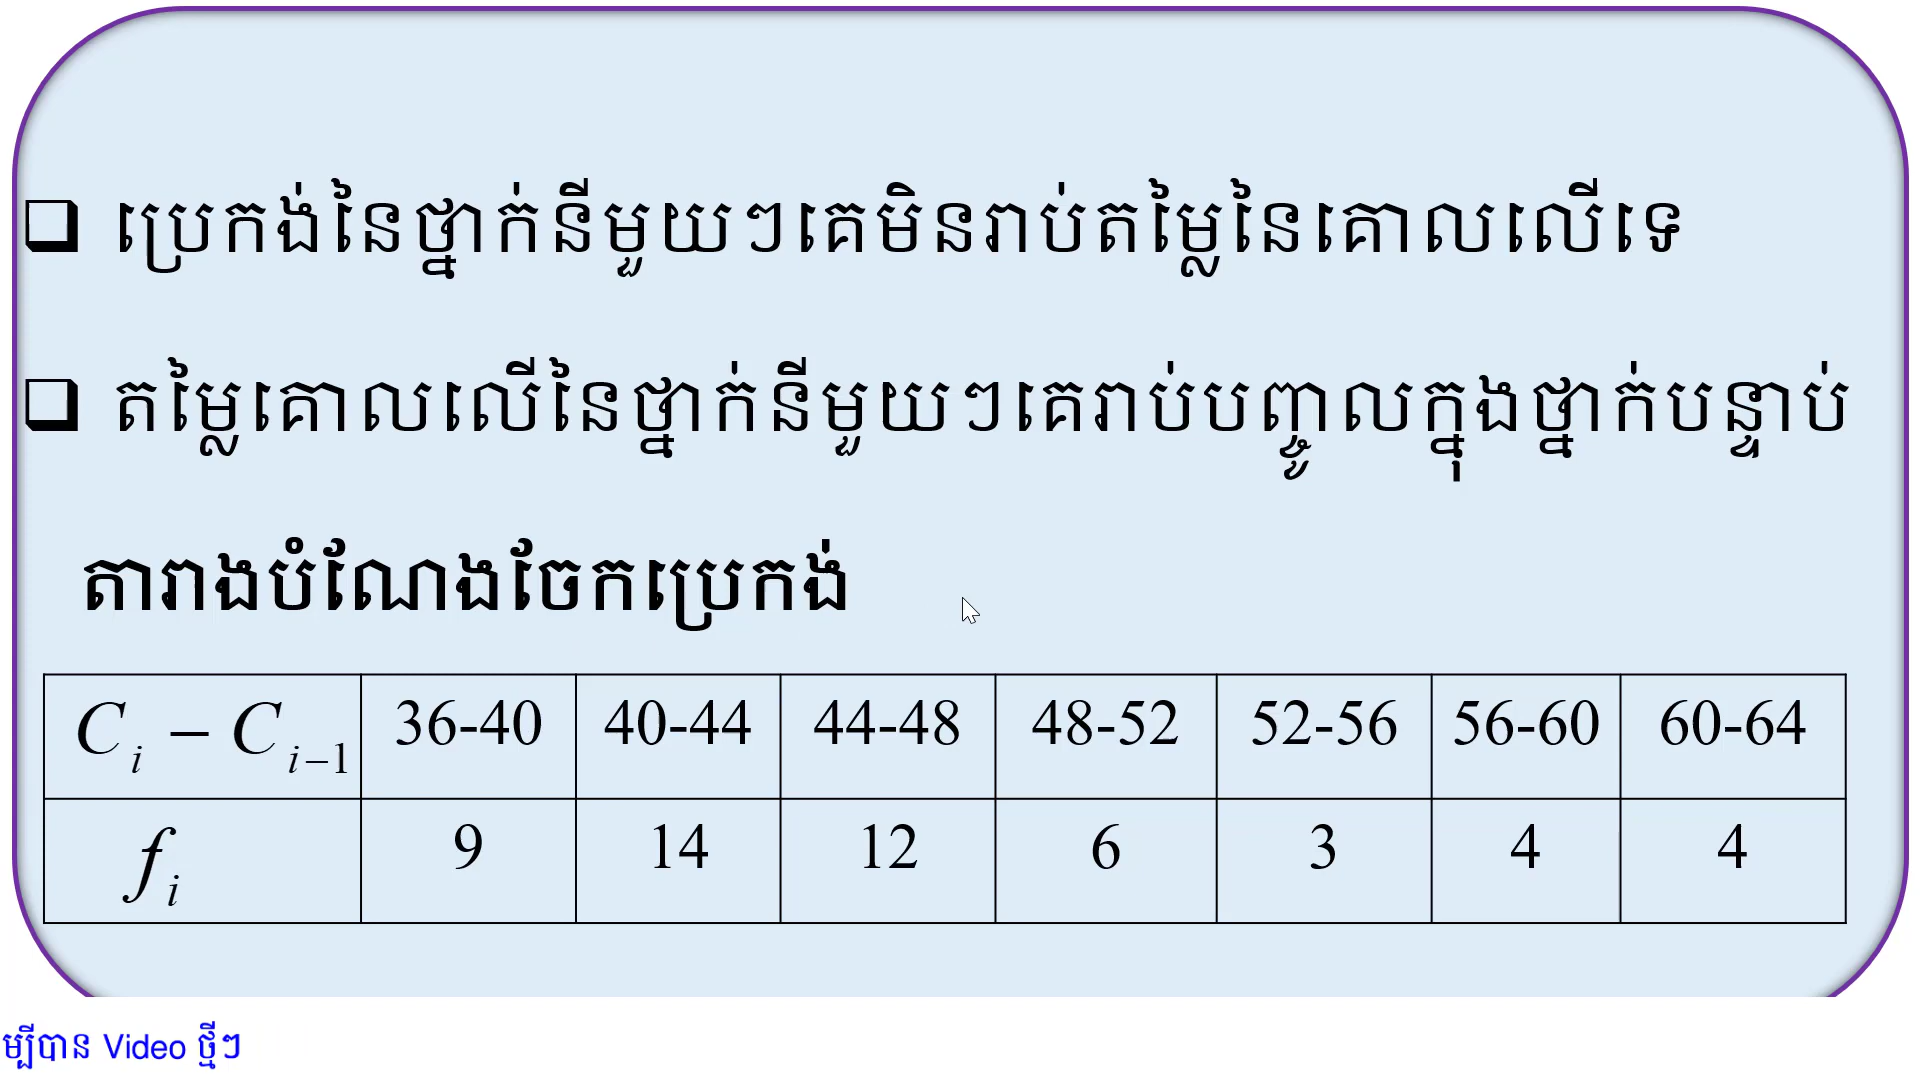 ❑ ប្រេកង់នៃថ្នាក់នីមួយៗគេមិនរាប់តម្លៃនៃគោលលើទេ
❑ តម្លៃគោលលើនៃថ្នាក់នីមួយៗគេរាប់បញ្ចូលក្នុងថ្នាក់បន្ទាប់
តារាងបំណែងចែកប្រេកង់
C_i – C_{i–1} 36-40 40-44 44-48 48-52 52-56 56-60 60-64
f_i 9 14 12 6 3 4 4
ម្បីបាន Video ថ្មីៗ